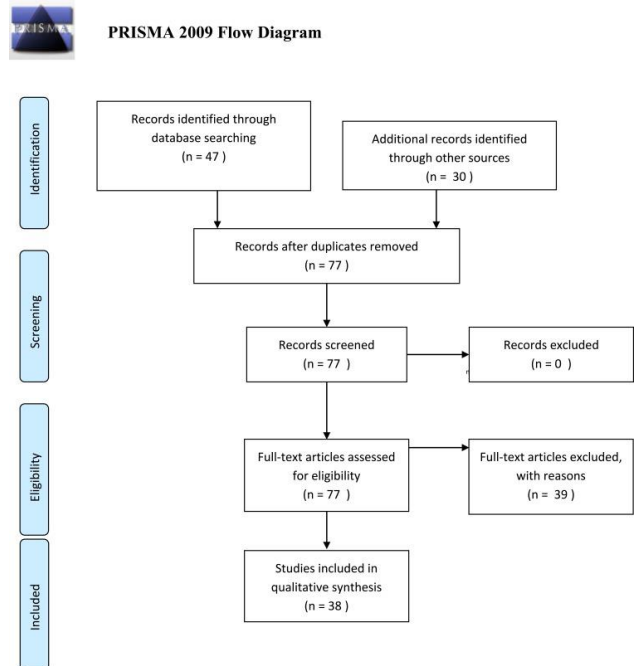 PRISMA
PRISMA 2009 Flow Diagram
Identification
Records identified through
database searching
(n = 47 )
Additional records identified
through other sources
(n = 30 )
Records after duplicates removed
(n = 77 )
Screening
Records screened
(n = 77 )
Records excluded
(n = 0 )
Eligibility
Full-text articles assessed
for eligibility
(n = 77 )
Full-text articles excluded,
with reasons
(n = 39 )
Included
Studies included in
qualitative synthesis
(n = 38 )